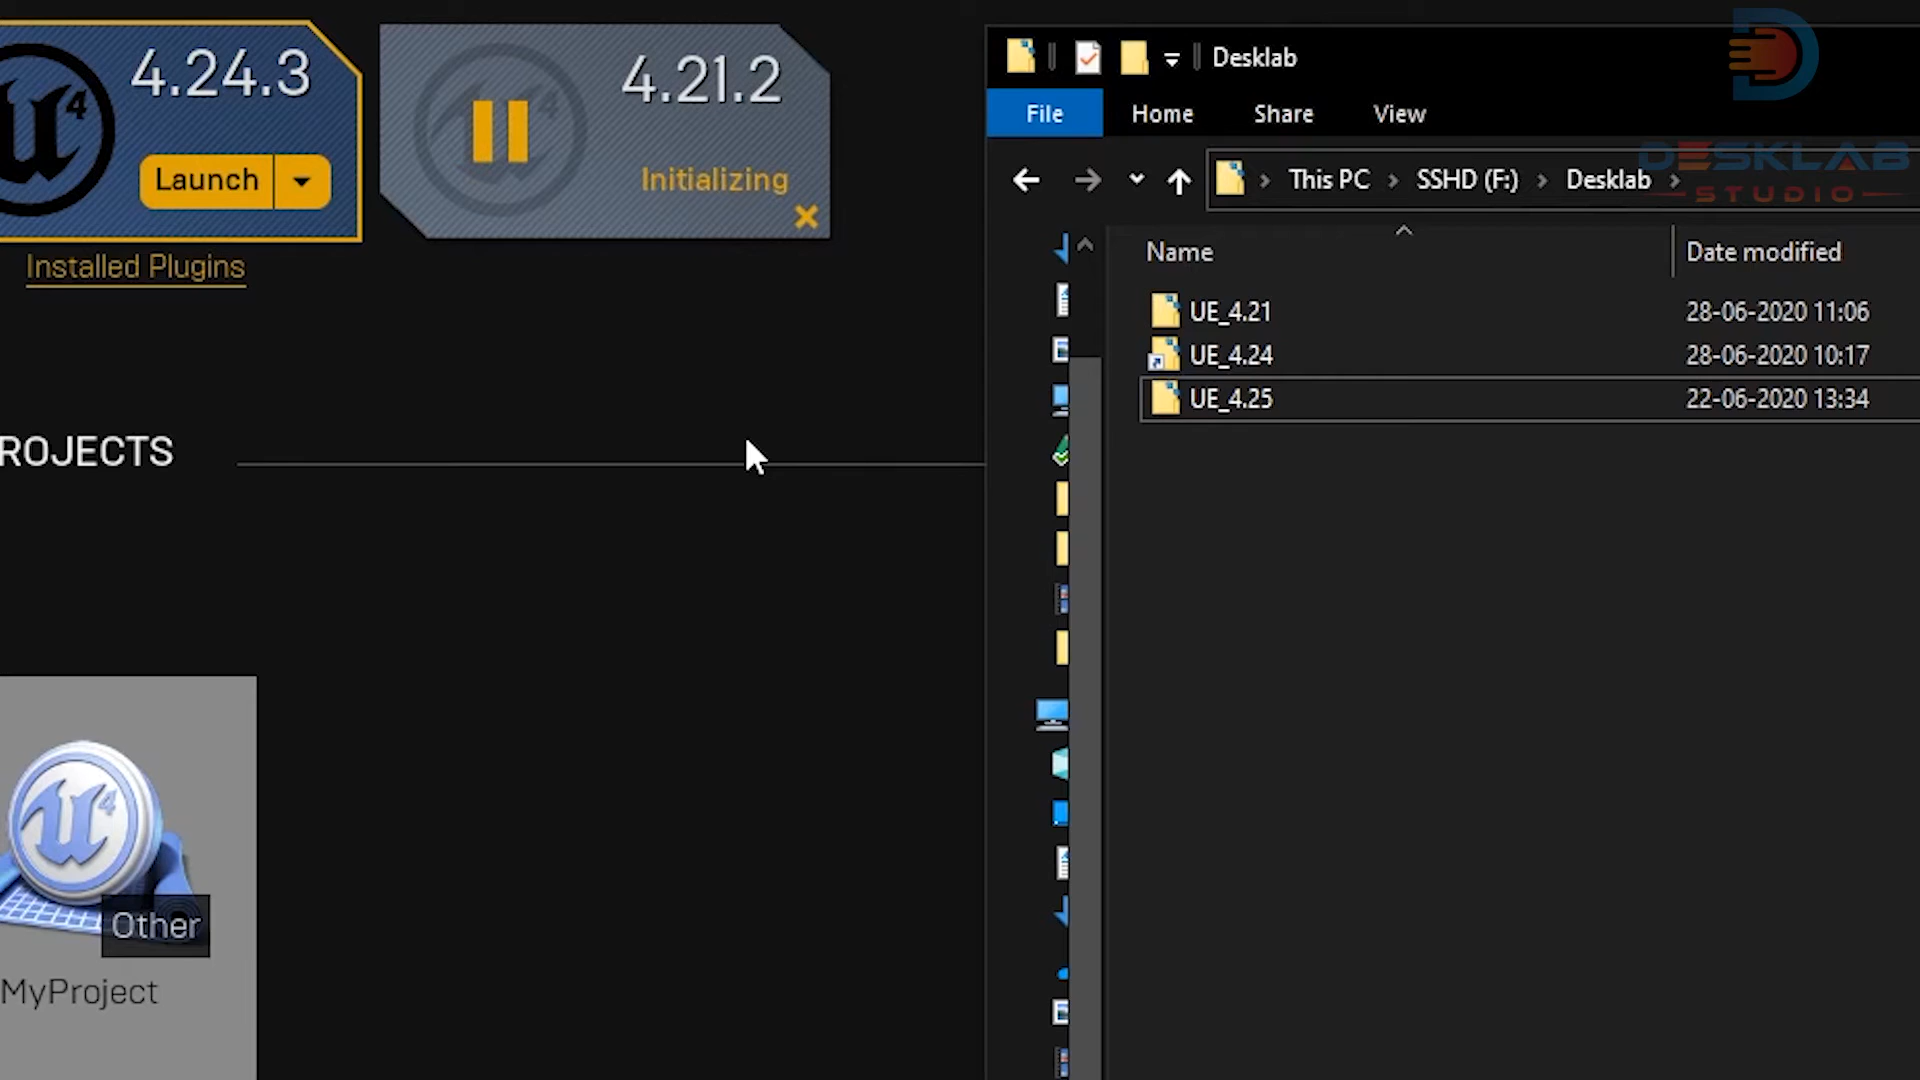 4.24.3
Launch
Installed Plugins
4.21.2
Initializing
ROJECTS
Other
MyProject
Desklab
File Home Share View
This PC SSHD (F:) Desklab
DESKLAB
STUDIO
Name Date modified
UE_4.21 28-06-2020 11:06
UE_4.24 28-06-2020 10:17
UE_4.25 22-06-2020 13:34